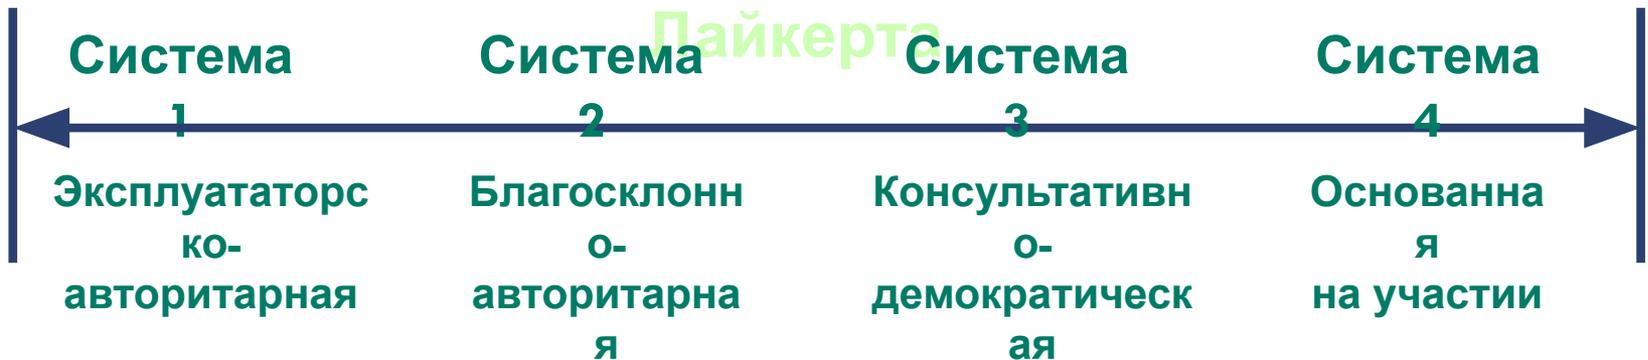 Лайкерта
Система
1
Эксплуататорс
ко-
авторитарная
Система
2
Благосклонн
о-
авторитарна
я
Система
3
Консультативн
о-
демократическ
ая
Система
4
Основанна
я
на участии